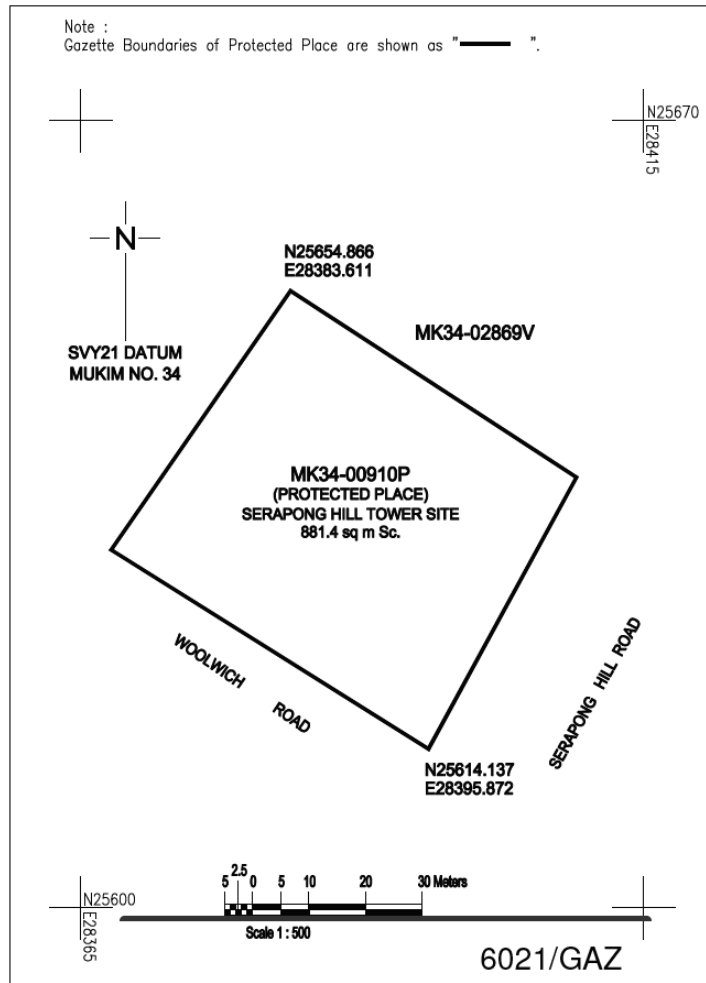 Note :
Gazette Boundaries of Protected Place are shown as " ".
N25670
E28415
N
N25654.866
E28383.611
MK34-02869V
SVY21 DATUM
MUKIM NO. 34
MK34-00910P
(PROTECTED PLACE)
SERAPONG HILL TOWER SITE
881.4 sq m Sc.
WOOLWICH ROAD
SERAPONG HILL ROAD
N25614.137
E28395.872
5 2.5 0 5 10 20 30 Meters
N25600
E28365
Scale 1 : 500
6021/GAZ